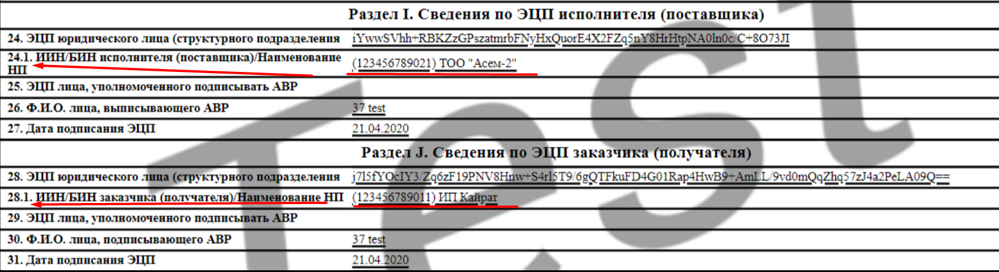 Раздел I. Сведения по ЭЦП исполнителя (поставщика)
24. ЭЦП юридического лица (структурного подразделения iYwwSVhh+RBKZzGPszatmrbFNyHxQuorE4X2FZq5nY8HrHtpNA0ln0c/C+8O73JI
24.1. ИИН/БИН исполнителя (поставщика)/Наименование
НП
(123456789021) ТОО "Асем-2"
25. ЭЦП лица, уполномоченного подписывать АВР
26. Ф.И.О. лица, выписывающего АВР 37 test
27. Дата подписания ЭЦП 21.04.2020
Раздел J. Сведения по ЭЦП заказчика (получателя)
28. ЭЦП юридического лица (структурного подразделения j7l5fYOcIY3/Zq6zF19PNV8Hnw+S4rl5T9/6gQTFkuFD4G01Rap4HwB9+AmLL/9vd0mQqZhq57zJ4a2PeLA09Q==
28.1. ИИН/БИН заказчика (получателя)/Наименование НП (123456789011) ИП Кайрат
29. ЭЦП лица, уполномоченного подписывать АВР
30. Ф.И.О. лица, подписывающего АВР 37 test
31. Дата подписания ЭЦП 21.04.2020
Test